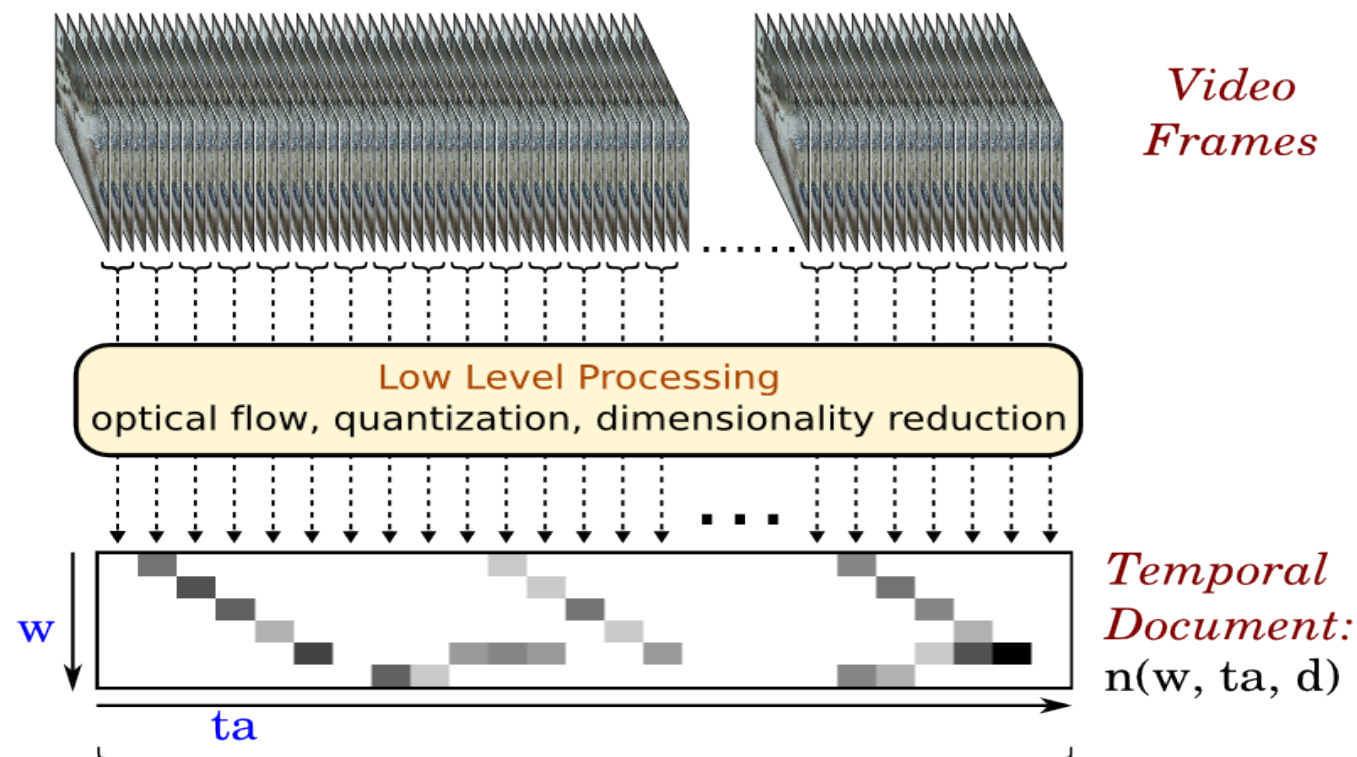 Video
Frames
Low Level Processing
optical flow, quantization, dimensionality reduction
Temporal
Document:
n(w, ta, d)
w
ta